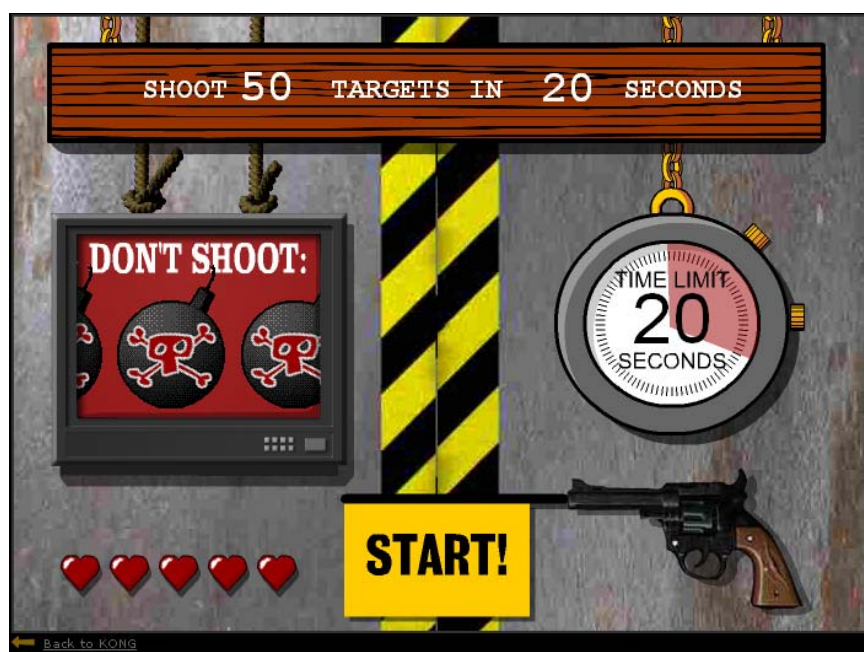 SHOOT 50 TARGETS IN 20 SECONDS
DON'T SHOOT:
TIME LIMIT
20
SECONDS
START!
Back to KONG